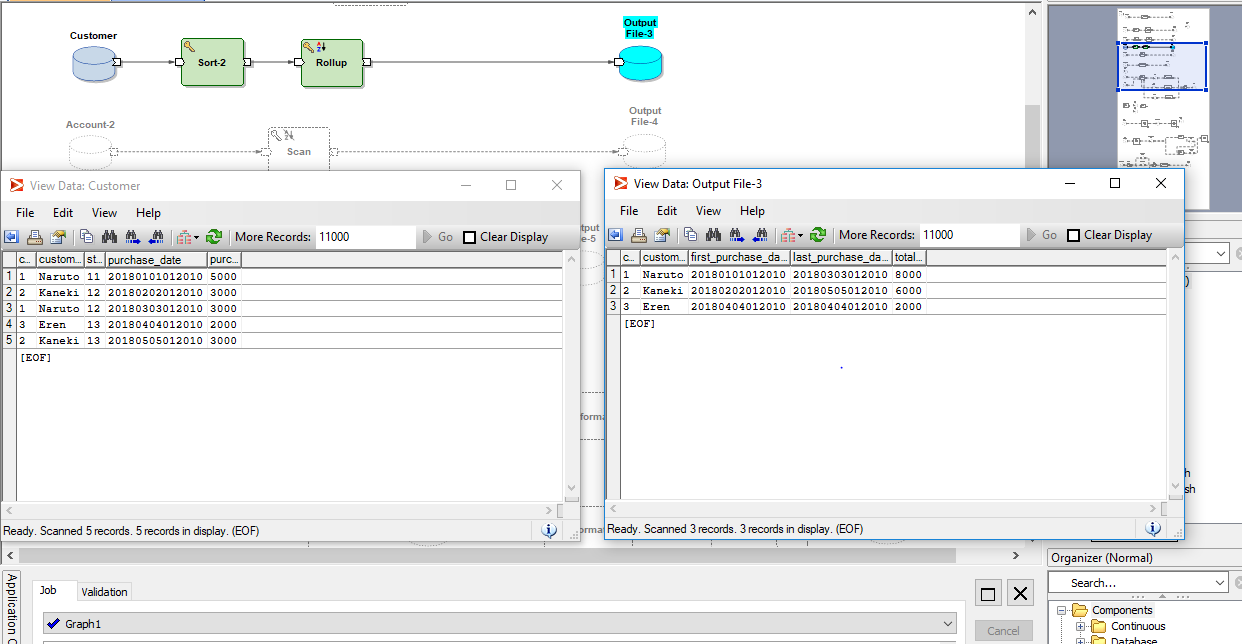 Customer
Sort-2
Rollup
Output
File-3
Account-2
Scan
Output
File-4
View Data: Customer
File Edit View Help
More Records: 11000 Go Clear Display
c... custom... st... purchase_date purc...
1 1 Naruto 11 20180101012010 5000
2 2 Kaneki 12 20180202012010 3000
3 1 Naruto 12 20180303012010 3000
4 3 Eren 13 20180404012010 2000
5 2 Kaneki 13 20180505012010 3000
[EOF]
Ready. Scanned 5 records. 5 records in display. (EOF)
View Data: Output File-3
File Edit View Help
More Records: 11000 Go Clear Display
c... custom... first_purchase_da... last_purchase_da... total...
1 1 Naruto 20180101012010 20180303012010 8000
2 2 Kaneki 20180202012010 20180505012010 6000
3 3 Eren 20180404012010 20180404012010 2000
[EOF]
Ready. Scanned 3 records. 3 records in display. (EOF)
Organizer (Normal)
Search...
Components
Continuous
Database
Application
Job Validation
Graph1
Cancel